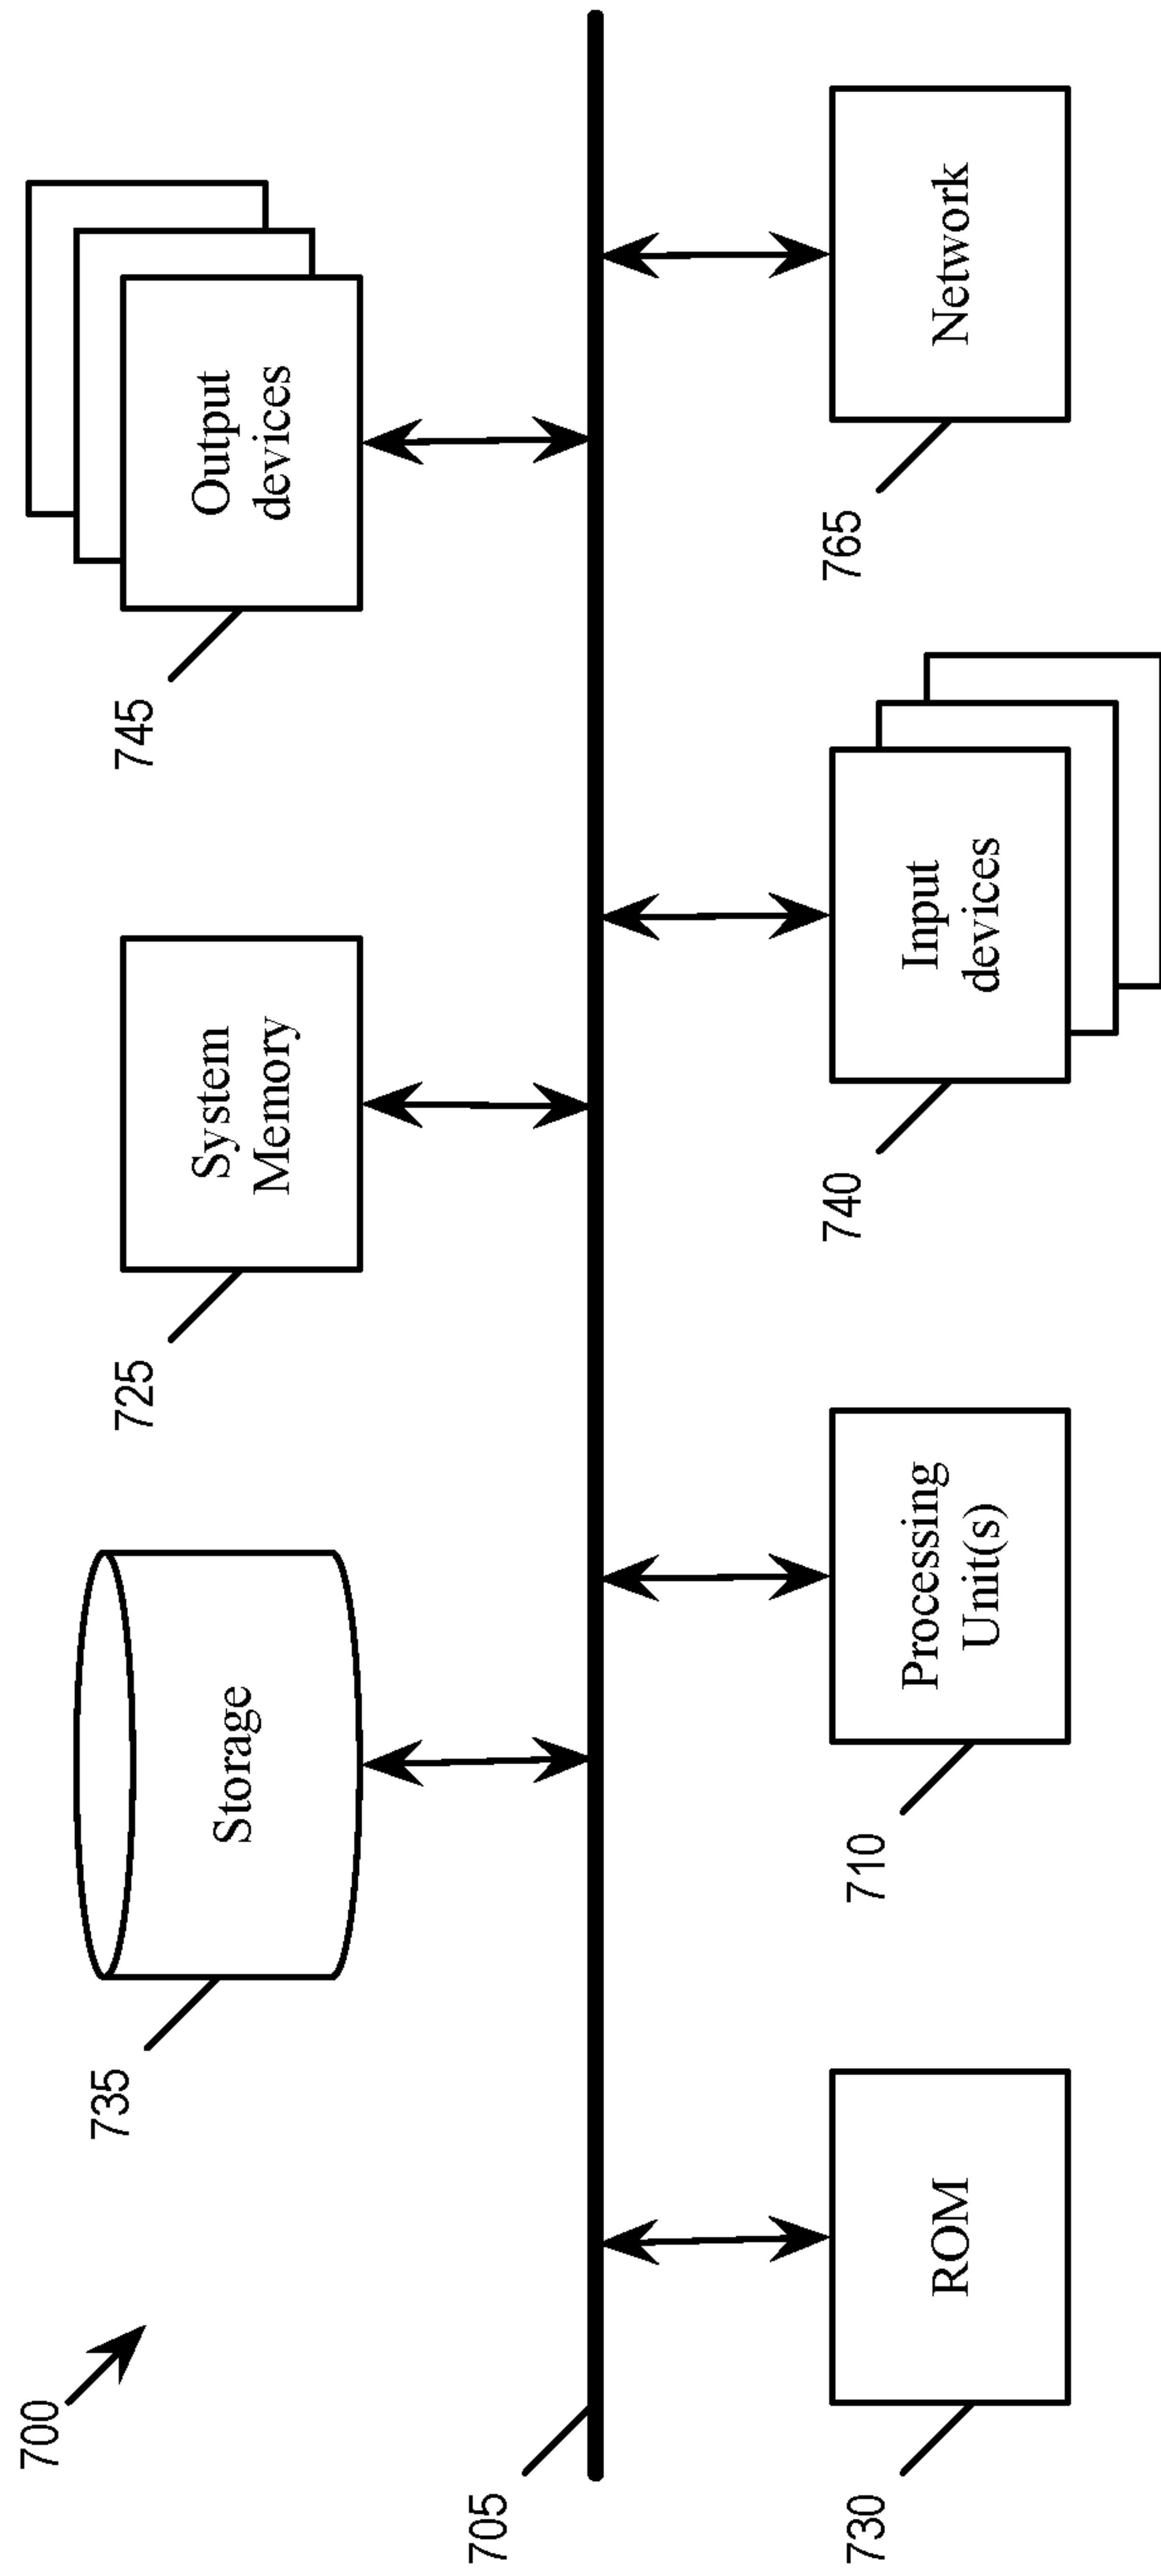 700
735
Storage
725
System
Memory
745
Output
devices
705
730
ROM
710
Processing
Unit(s)
740
Input
devices
765
Network